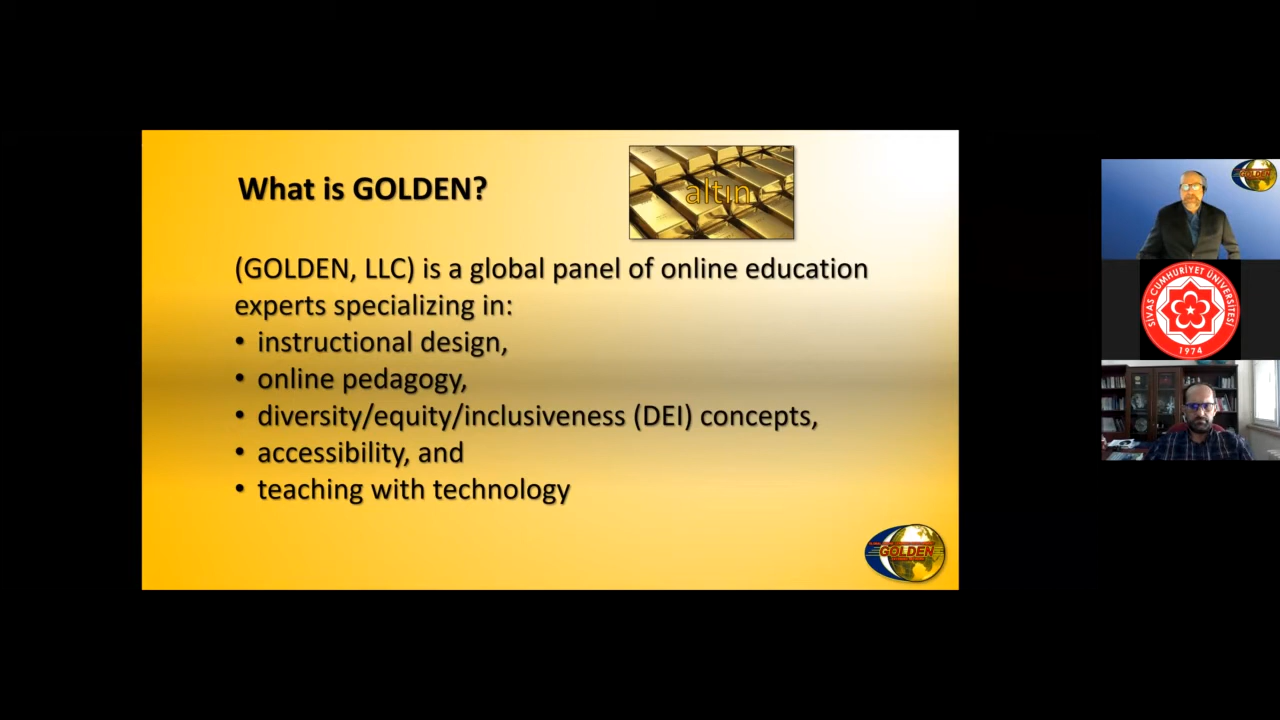 What is GOLDEN?
altın
(GOLDEN, LLC) is a global panel of online education
experts specializing in:
• instructional design,
• online pedagogy,
• diversity/equity/inclusiveness (DEI) concepts,
• accessibility, and
• teaching with technology
GOLDEN
GOLDEN
SİVAS CUMHURİYET ÜNİVERSİTESİ
1974